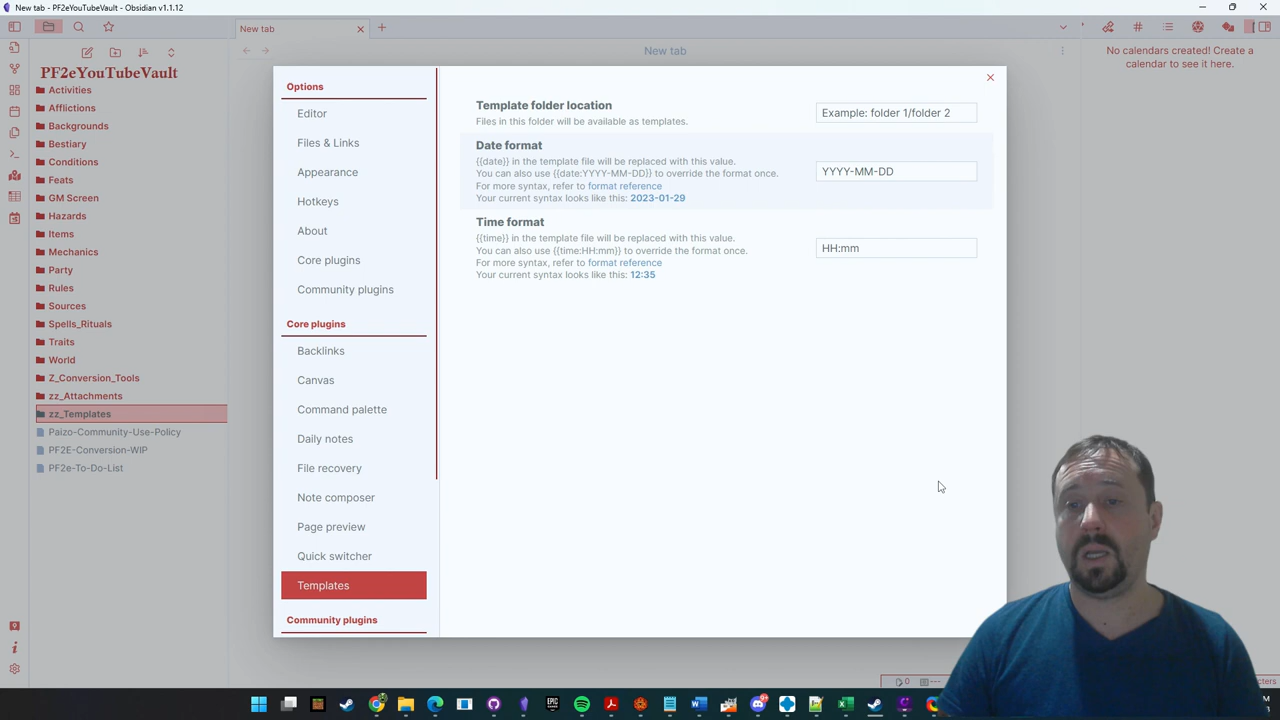 New tab - PF2eYouTubeVault - Obsidian v1.1.12
New tab
New tab
PF2eYouTubeVault
Activities
Afflictions
Backgrounds
Bestiary
Conditions
Feats
GM Screen
Hazards
Items
Mechanics
Party
Rules
Sources
Spells_Rituals
Traits
World
Z_Conversion_Tools
zz_Attachments
zz_Templates
Paizo-Community-Use-Policy
PF2E-Conversion-WIP
PF2e-To-Do-List
Options
Editor
Files & Links
Appearance
Hotkeys
About
Core plugins
Community plugins
Core plugins
Backlinks
Canvas
Command palette
Daily notes
File recovery
Note composer
Page preview
Quick switcher
Templates
Community plugins
Template folder location
Files in this folder will be available as templates.
Example: folder 1/folder 2
Date format
{{date}} in the template file will be replaced with this value.
You can also use {{date:YYYY-MM-DD}} to override the format once.
For more syntax, refer to format reference
Your current syntax looks like this: 2023-01-29
YYYY-MM-DD
Time format
{{time}} in the template file will be replaced with this value.
You can also use {{time:HH:mm}} to override the format once.
For more syntax, refer to format reference
Your current syntax looks like this: 12:35
HH:mm
No calendars created! Create a
calendar to see it here.
0
EPIC
GAMES